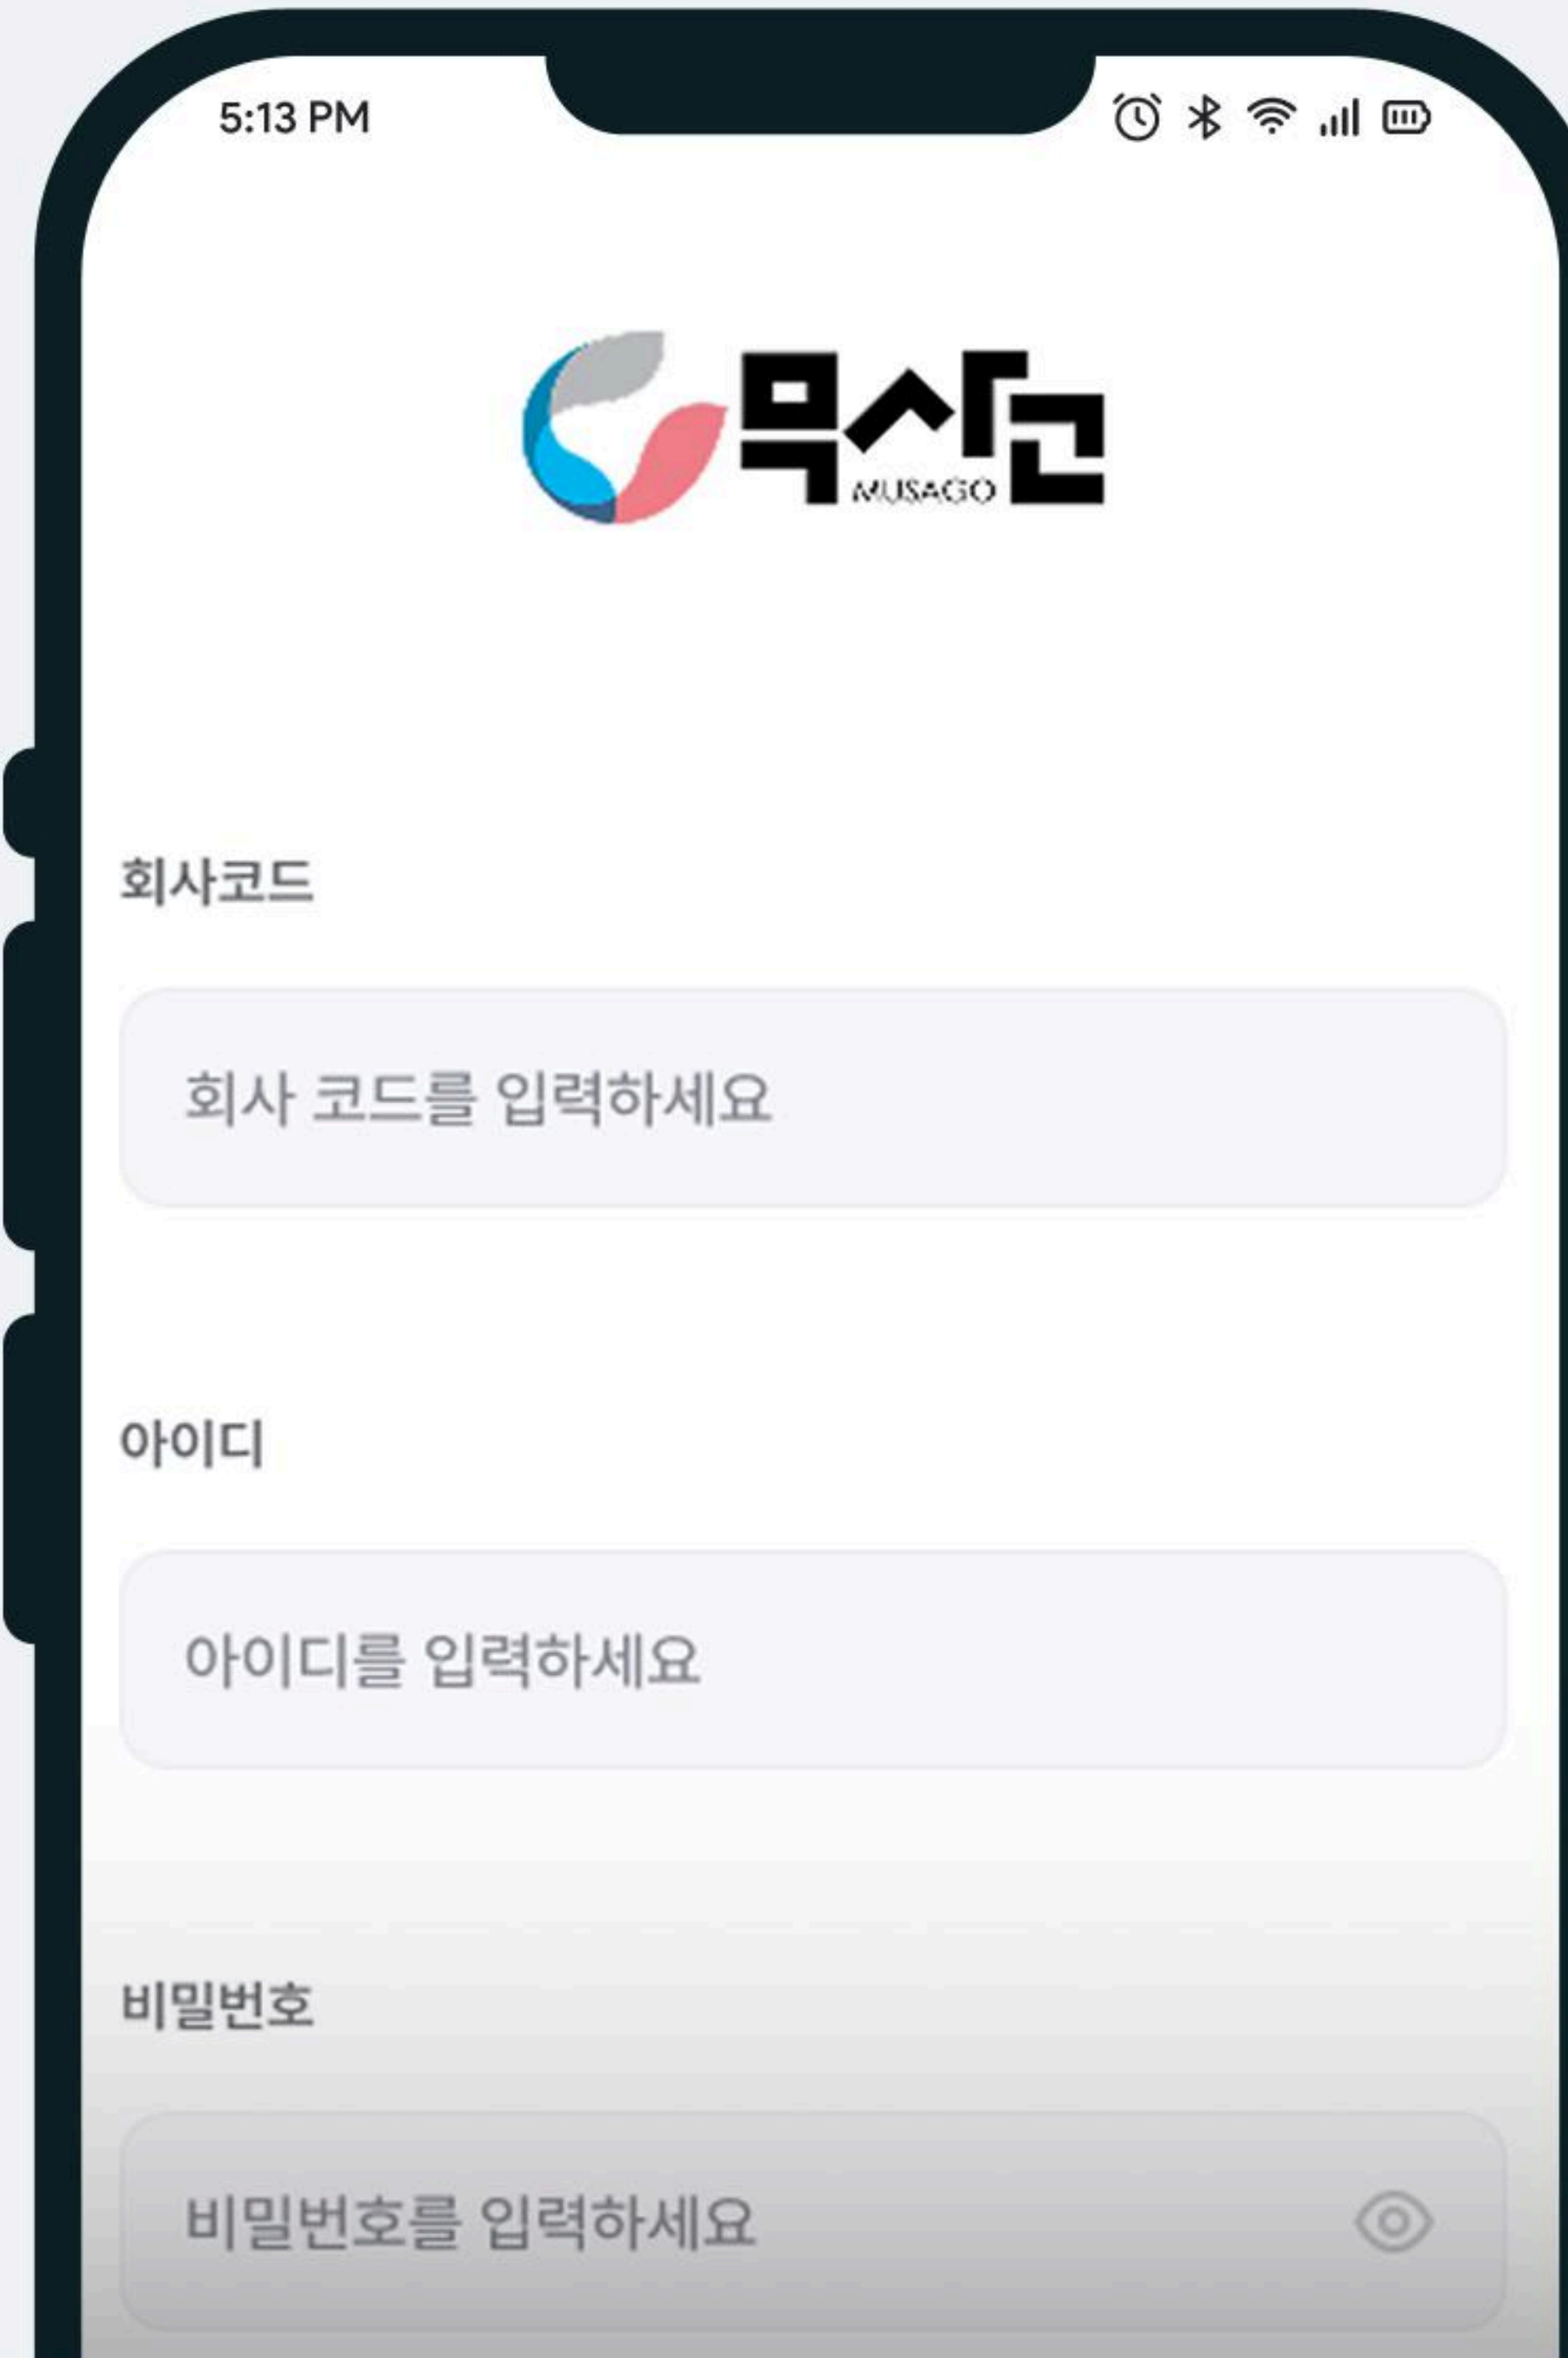 5:13 PM
무사고
MUSAGO
회사코드
회사 코드를 입력하세요
아이디
아이디를 입력하세요
비밀번호
비밀번호를 입력하세요